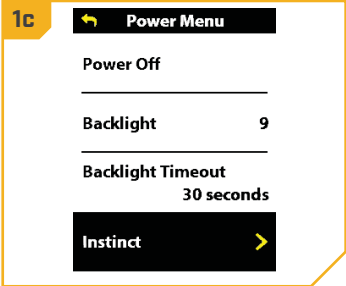 1c
Power Menu
Power Off
Backlight 9
Backlight Timeout
30 seconds
Instinct